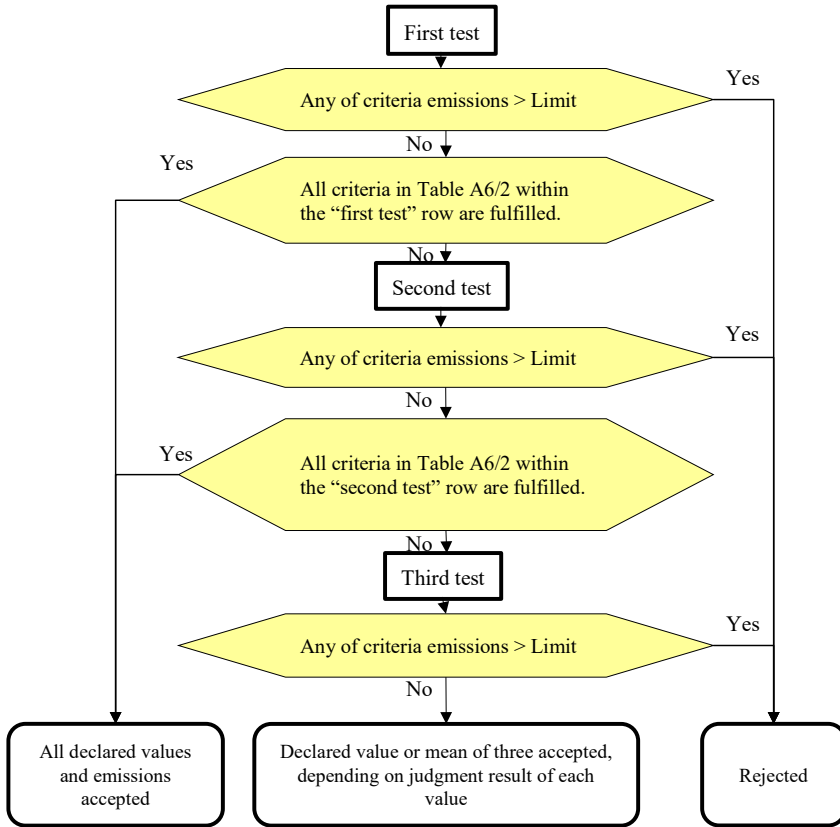 First test
Yes
Any of criteria emissions > Limit
No
Yes
All criteria in Table A6/2 within
the “first test” row are fulfilled.
No
Second test
Yes
Any of criteria emissions > Limit
No
Yes
All criteria in Table A6/2 within
the “second test” row are fulfilled.
No
Third test
Yes
Any of criteria emissions > Limit
No
All declared values
and emissions
accepted
Declared value or mean of three accepted,
depending on judgment result of each
value
Rejected